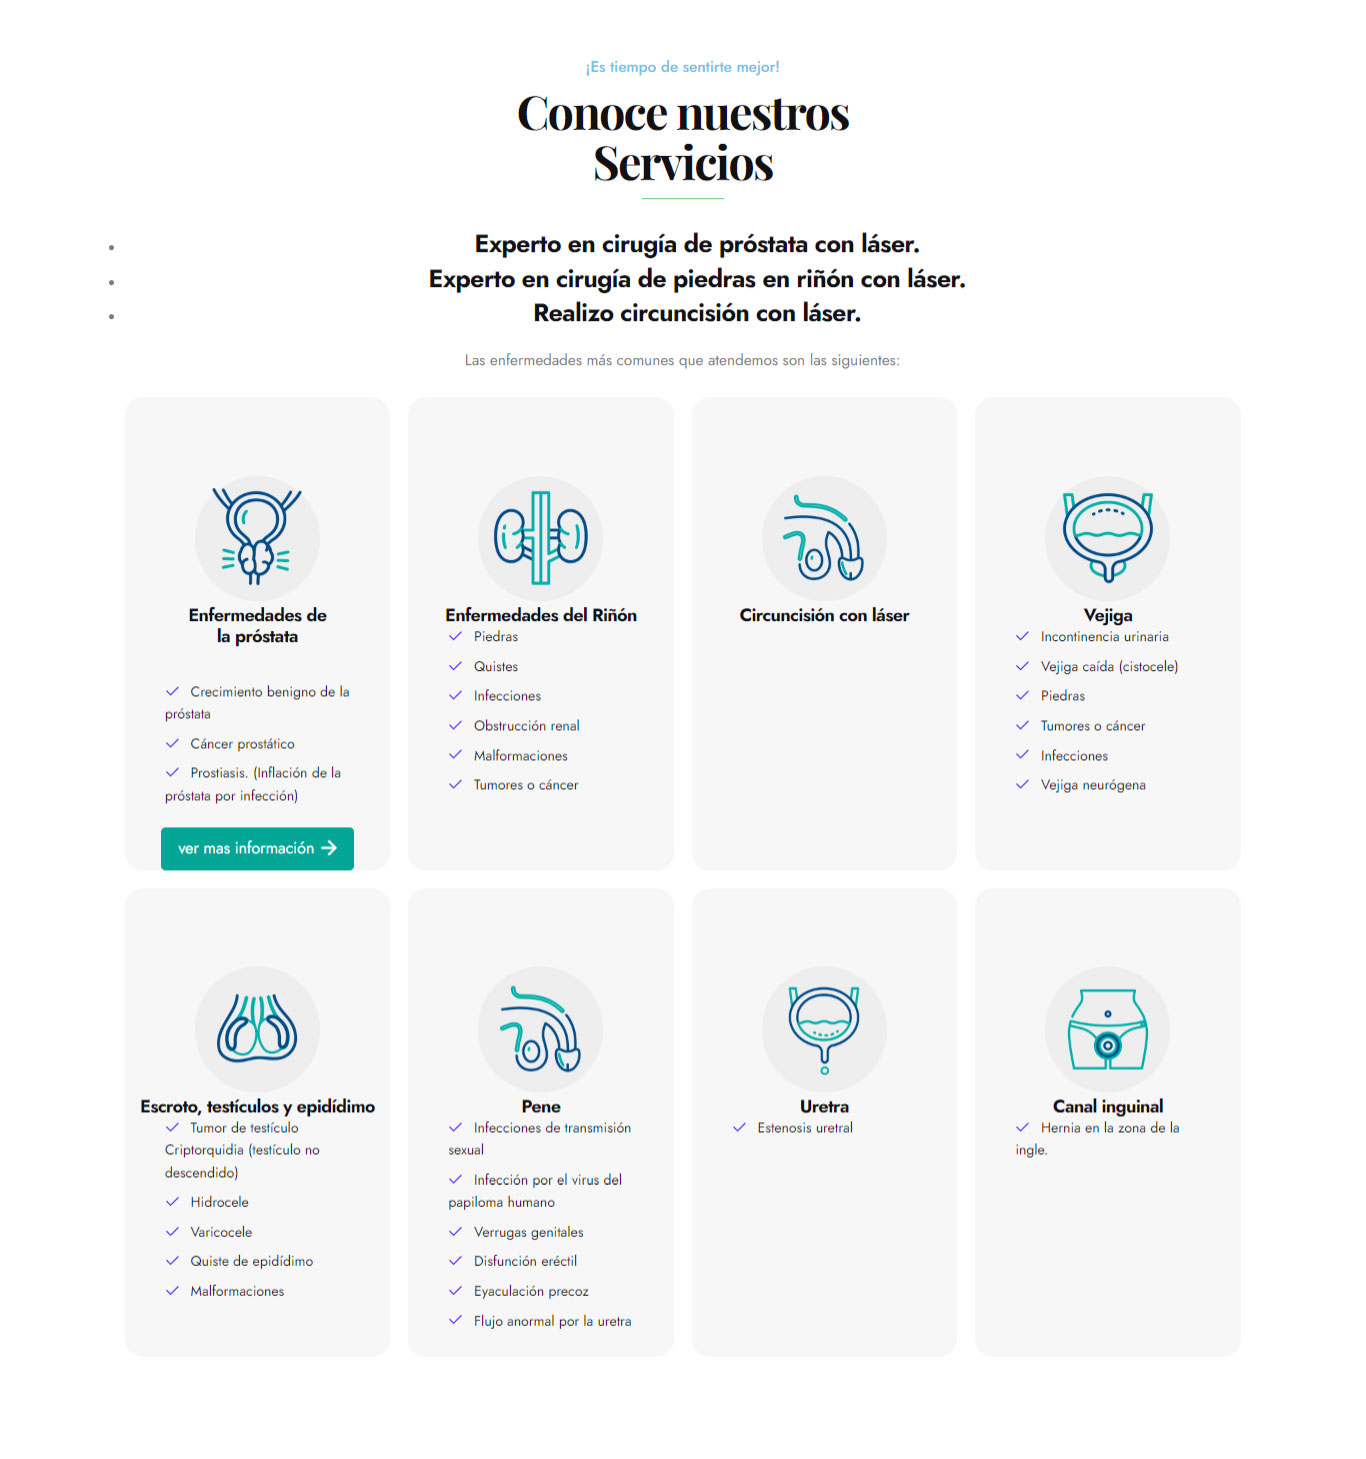 ¡Es tiempo de sentirte mejor!
Conoce nuestros
Servicios
Experto en cirugía de próstata con láser.
Experto en cirugía de piedras en riñón con láser.
Realizo circuncisión con láser.
Las enfermedades más comunes que atendemos son las siguientes:
Enfermedades de
la próstata
Crecimiento benigno de la
próstata
Cáncer prostático
Prostiasis. (Inflación de la
próstata por infección)
ver mas información
Enfermedades del Riñón
Piedras
Quistes
Infecciones
Obstrucción renal
Malformaciones
Tumores o cáncer
Circuncisión con láser
Vejiga
Incontinencia urinaria
Vejiga caída (cistocele)
Piedras
Tumores o cáncer
Infecciones
Vejiga neurógena
Escroto, testículos y epidídimo
Tumor de testículo
Criptorquidia (testículo no
descendido)
Hidrocele
Varicocele
Quiste de epidídimo
Malformaciones
Pene
Infecciones de transmisión
sexual
Infección por el virus del
papiloma humano
Verrugas genitales
Disfunción eréctil
Eyaculación precoz
Flujo anormal por la uretra
Uretra
Estenosis uretral
Canal inguinal
Hernia en la zona de la
ingle.